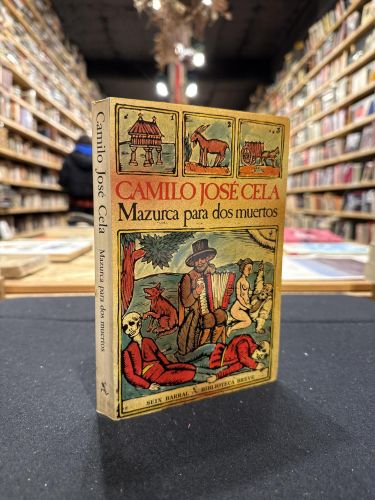 CAMILO JOSÉ CELA
Mazurca para dos muertos
SEIX BARRAL BIBLIOTECA BREVE
Camilo José Cela
Mazurca para dos muertos